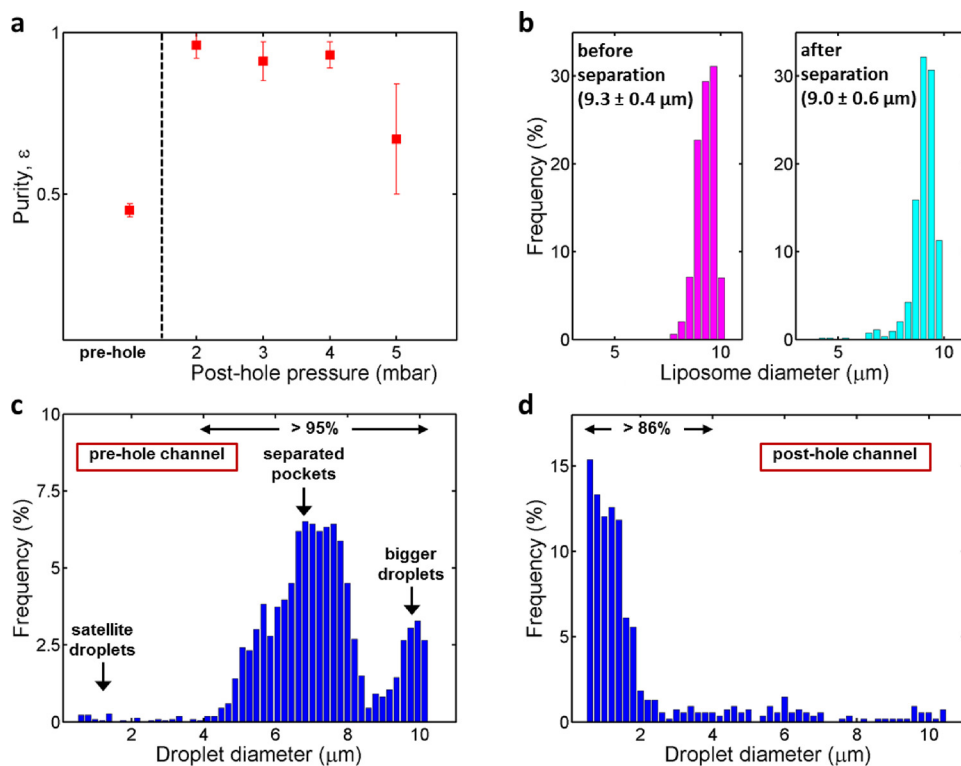 a
1
0.5
Purity, ε
pre-hole
2
3
4
5
Post-hole pressure (mbar)
b
before
separation
(9.3 ± 0.4 μm)
30
20
10
0
Frequency (%)
5
10
after
separation
(9.0 ± 0.6 μm)
30
20
10
0
5
10
Liposome diameter (μm)
c
10
7.5
5
2.5
0
Frequency (%)
> 95%
pre-hole channel
separated
pockets
bigger
droplets
satellite
droplets
2
4
6
8
10
Droplet diameter (μm)
d
15
10
5
0
Frequency (%)
> 86%
post-hole channel
2
4
6
8
10
Droplet diameter (μm)